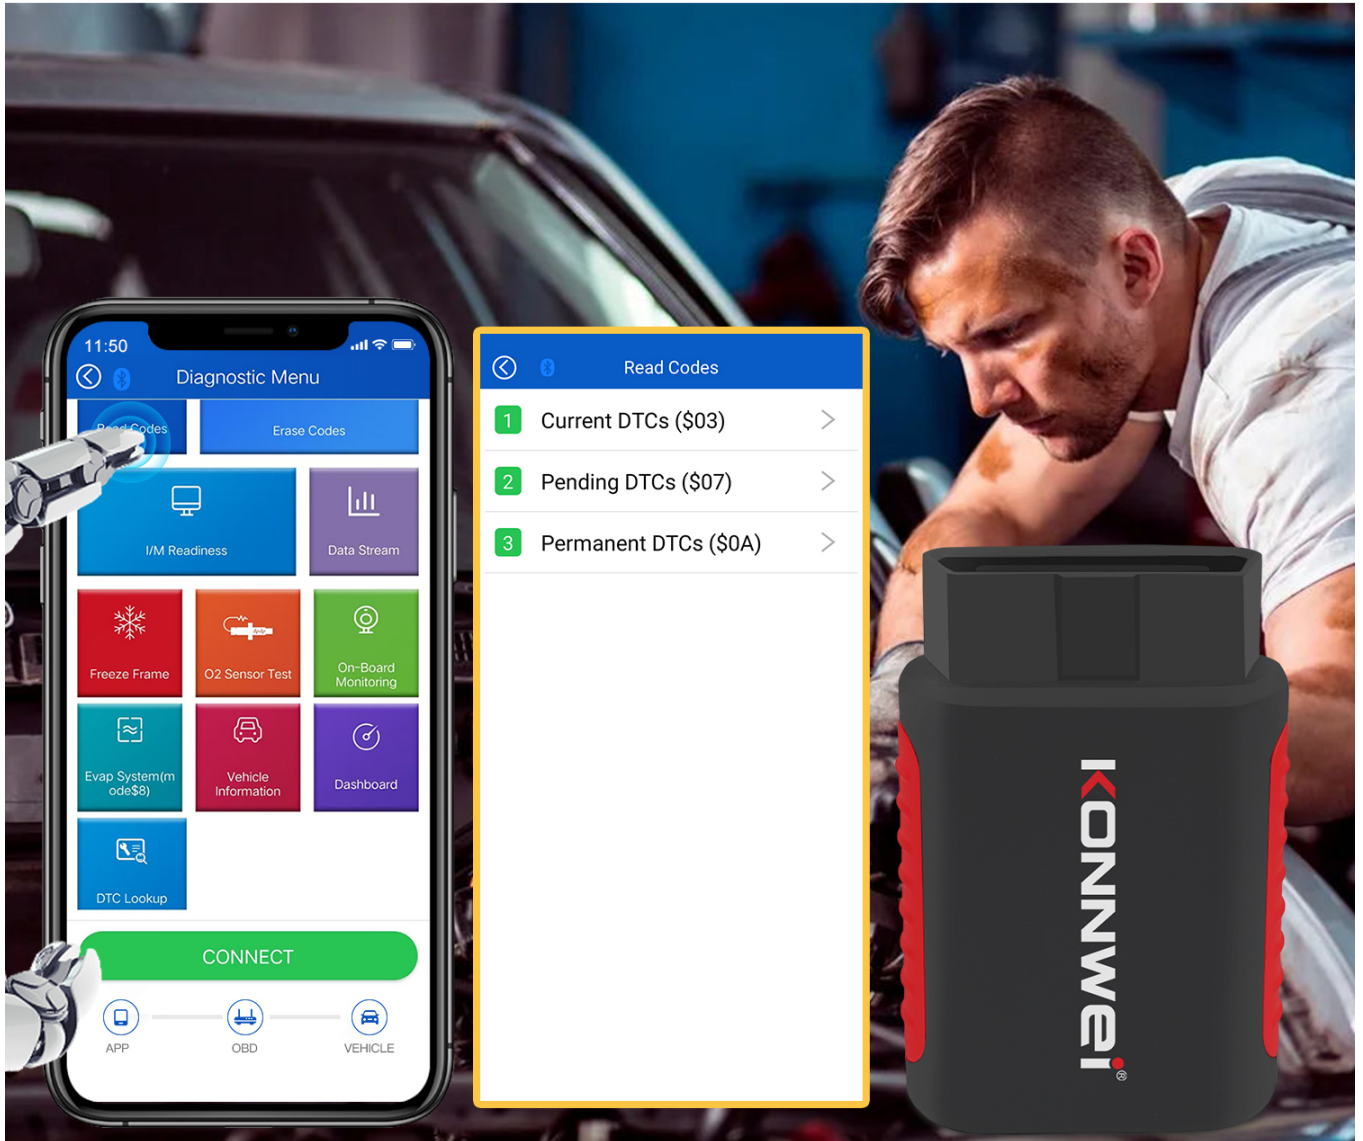 11:50
Diagnostic Menu
Read Codes
Erase Codes
I/M Readiness
Data Stream
Freeze Frame
O2 Sensor Test
On-Board
Monitoring
Evap System(m
ode$8)
Vehicle
Information
Dashboard
DTC Lookup
CONNECT
APP
OBD
VEHICLE
Read Codes
1 Current DTCs ($03)
2 Pending DTCs ($07)
3 Permanent DTCs ($0A)
KONNWei®